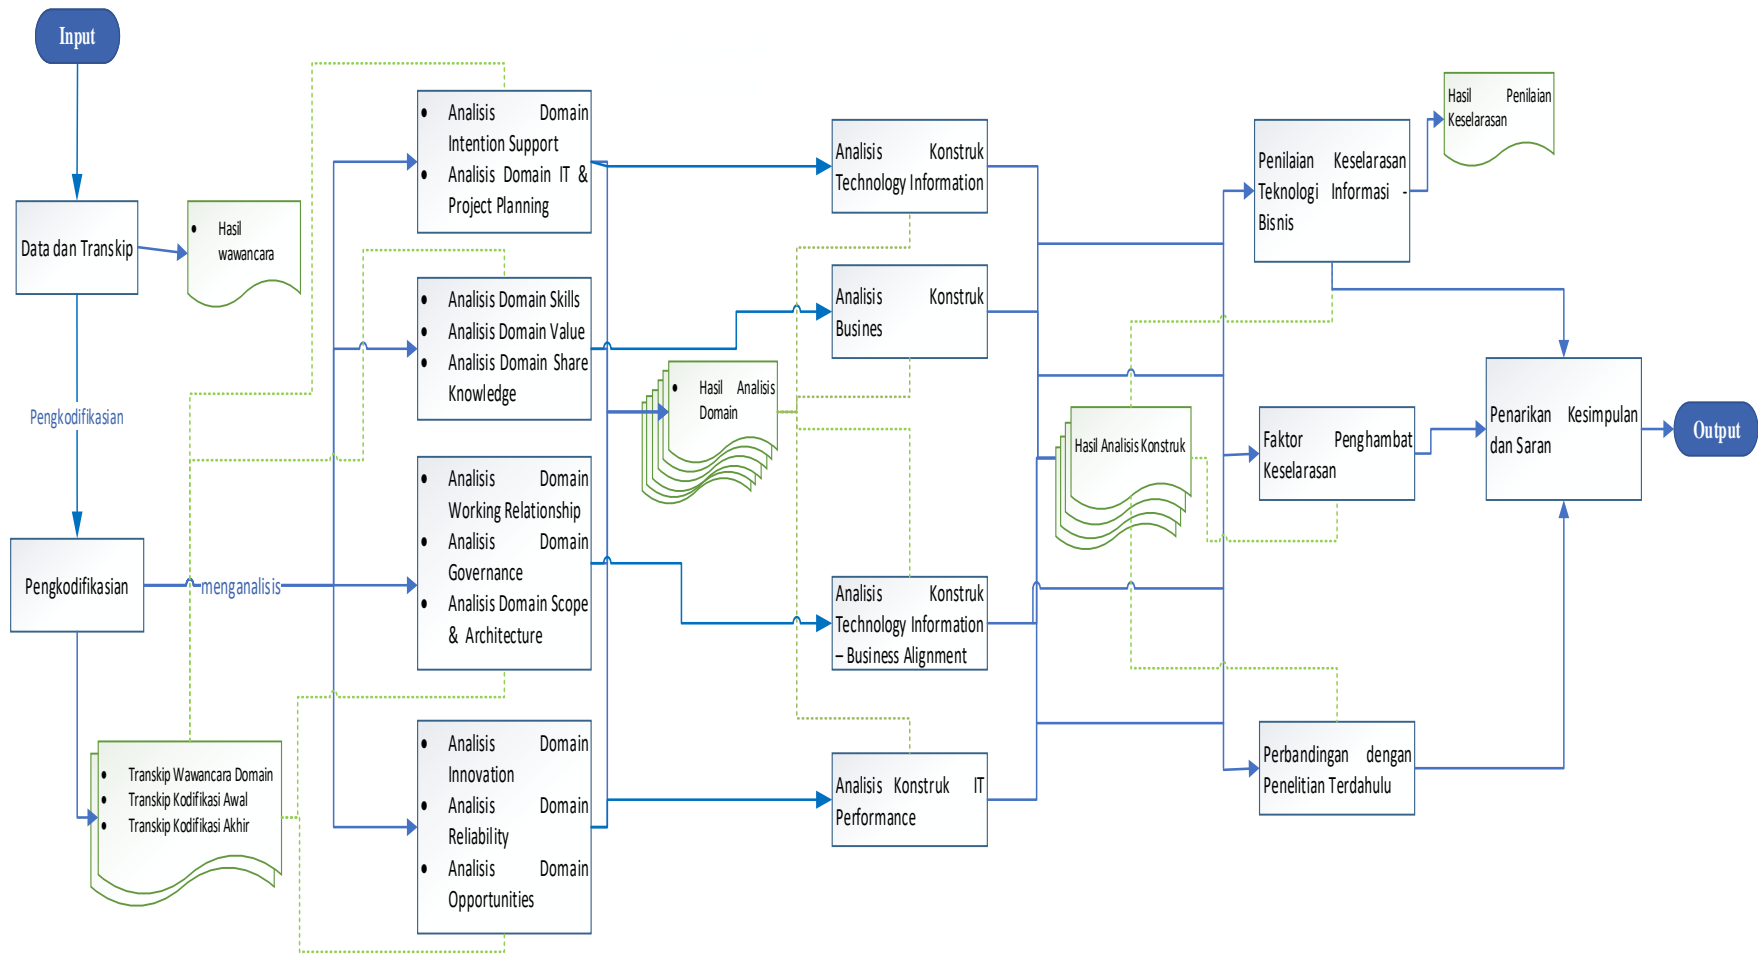 Input
Data dan Transkip
• Hasil
wawancara
Pengkodifikasian
Pengkodifikasian
menganalisis
• Transkip Wawancara Domain
• Transkip Kodifikasi Awal
• Transkip Kodifikasi Akhir
• Analisis Domain
Intention Support
• Analisis Domain IT &
Project Planning
• Analisis Domain Skills
• Analisis Domain Value
• Analisis Domain Share
Knowledge
• Analisis Domain
Working Relationship
• Analisis Domain
Governance
• Analisis Domain Scope
& Architecture
• Analisis Domain
Innovation
• Analisis Domain
Reliability
• Analisis Domain
Opportunities
• Hasil Analisis
Domain
Analisis Konstruk
Technology Information
Analisis Konstruk
Busines
Analisis Konstruk
Technology Information
– Business Alignment
Analisis Konstruk IT
Performance
Hasil Analisis Konstruk
Penilaian Keselarasan
Teknologi Informasi -
Bisnis
Hasil Penilaian
Keselarasan
Faktor Penghambat
Keselarasan
Perbandingan dengan
Penelitian Terdahulu
Penarikan Kesimpulan
dan Saran
Output